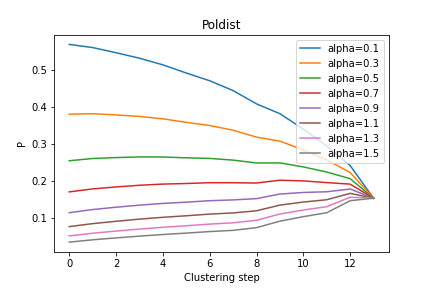 Poldist
P
0.5
0.4
0.3
0.2
0.1
alpha=0.1
alpha=0.3
alpha=0.5
alpha=0.7
alpha=0.9
alpha=1.1
alpha=1.3
alpha=1.5
0 2 4 6 8 10 12
Clustering step